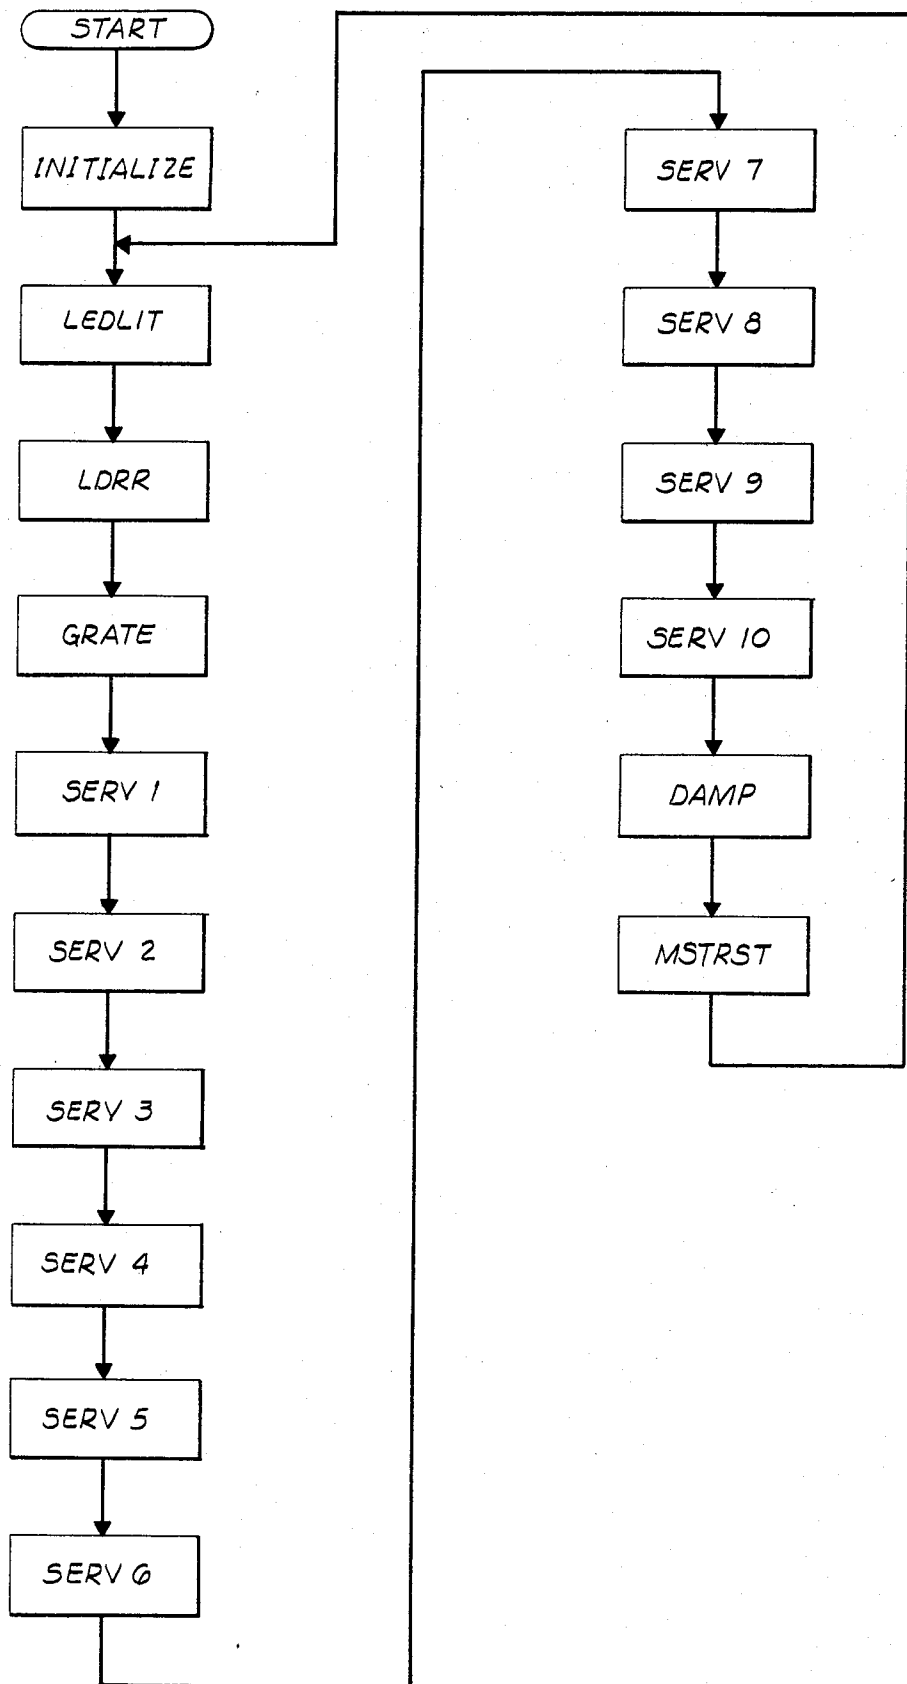 START
INITIALIZE
LEDLIT
LDRR
GRATE
SERV 1
SERV 2
SERV 3
SERV 4
SERV 5
SERV 6
SERV 7
SERV 8
SERV 9
SERV 10
DAMP
MSTRST